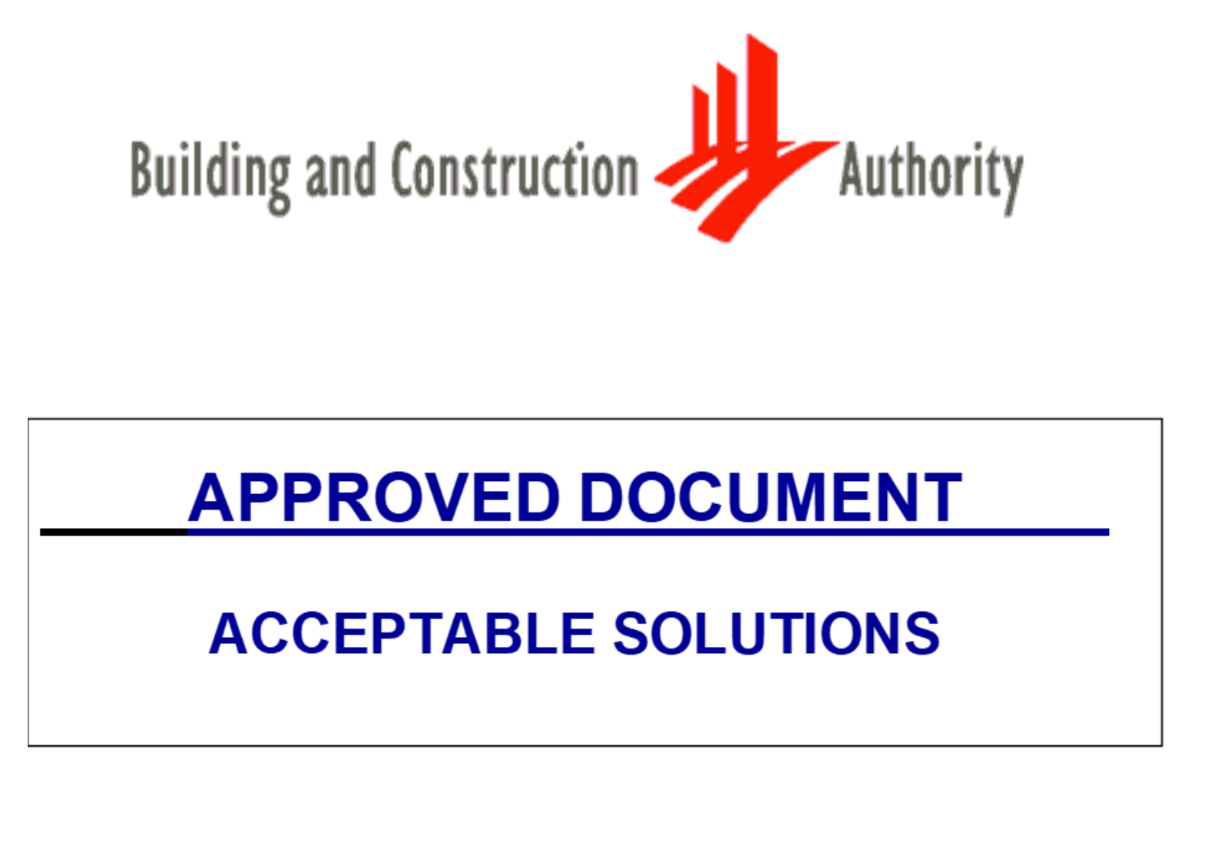 Building and Construction Authority
APPROVED DOCUMENT
ACCEPTABLE SOLUTIONS